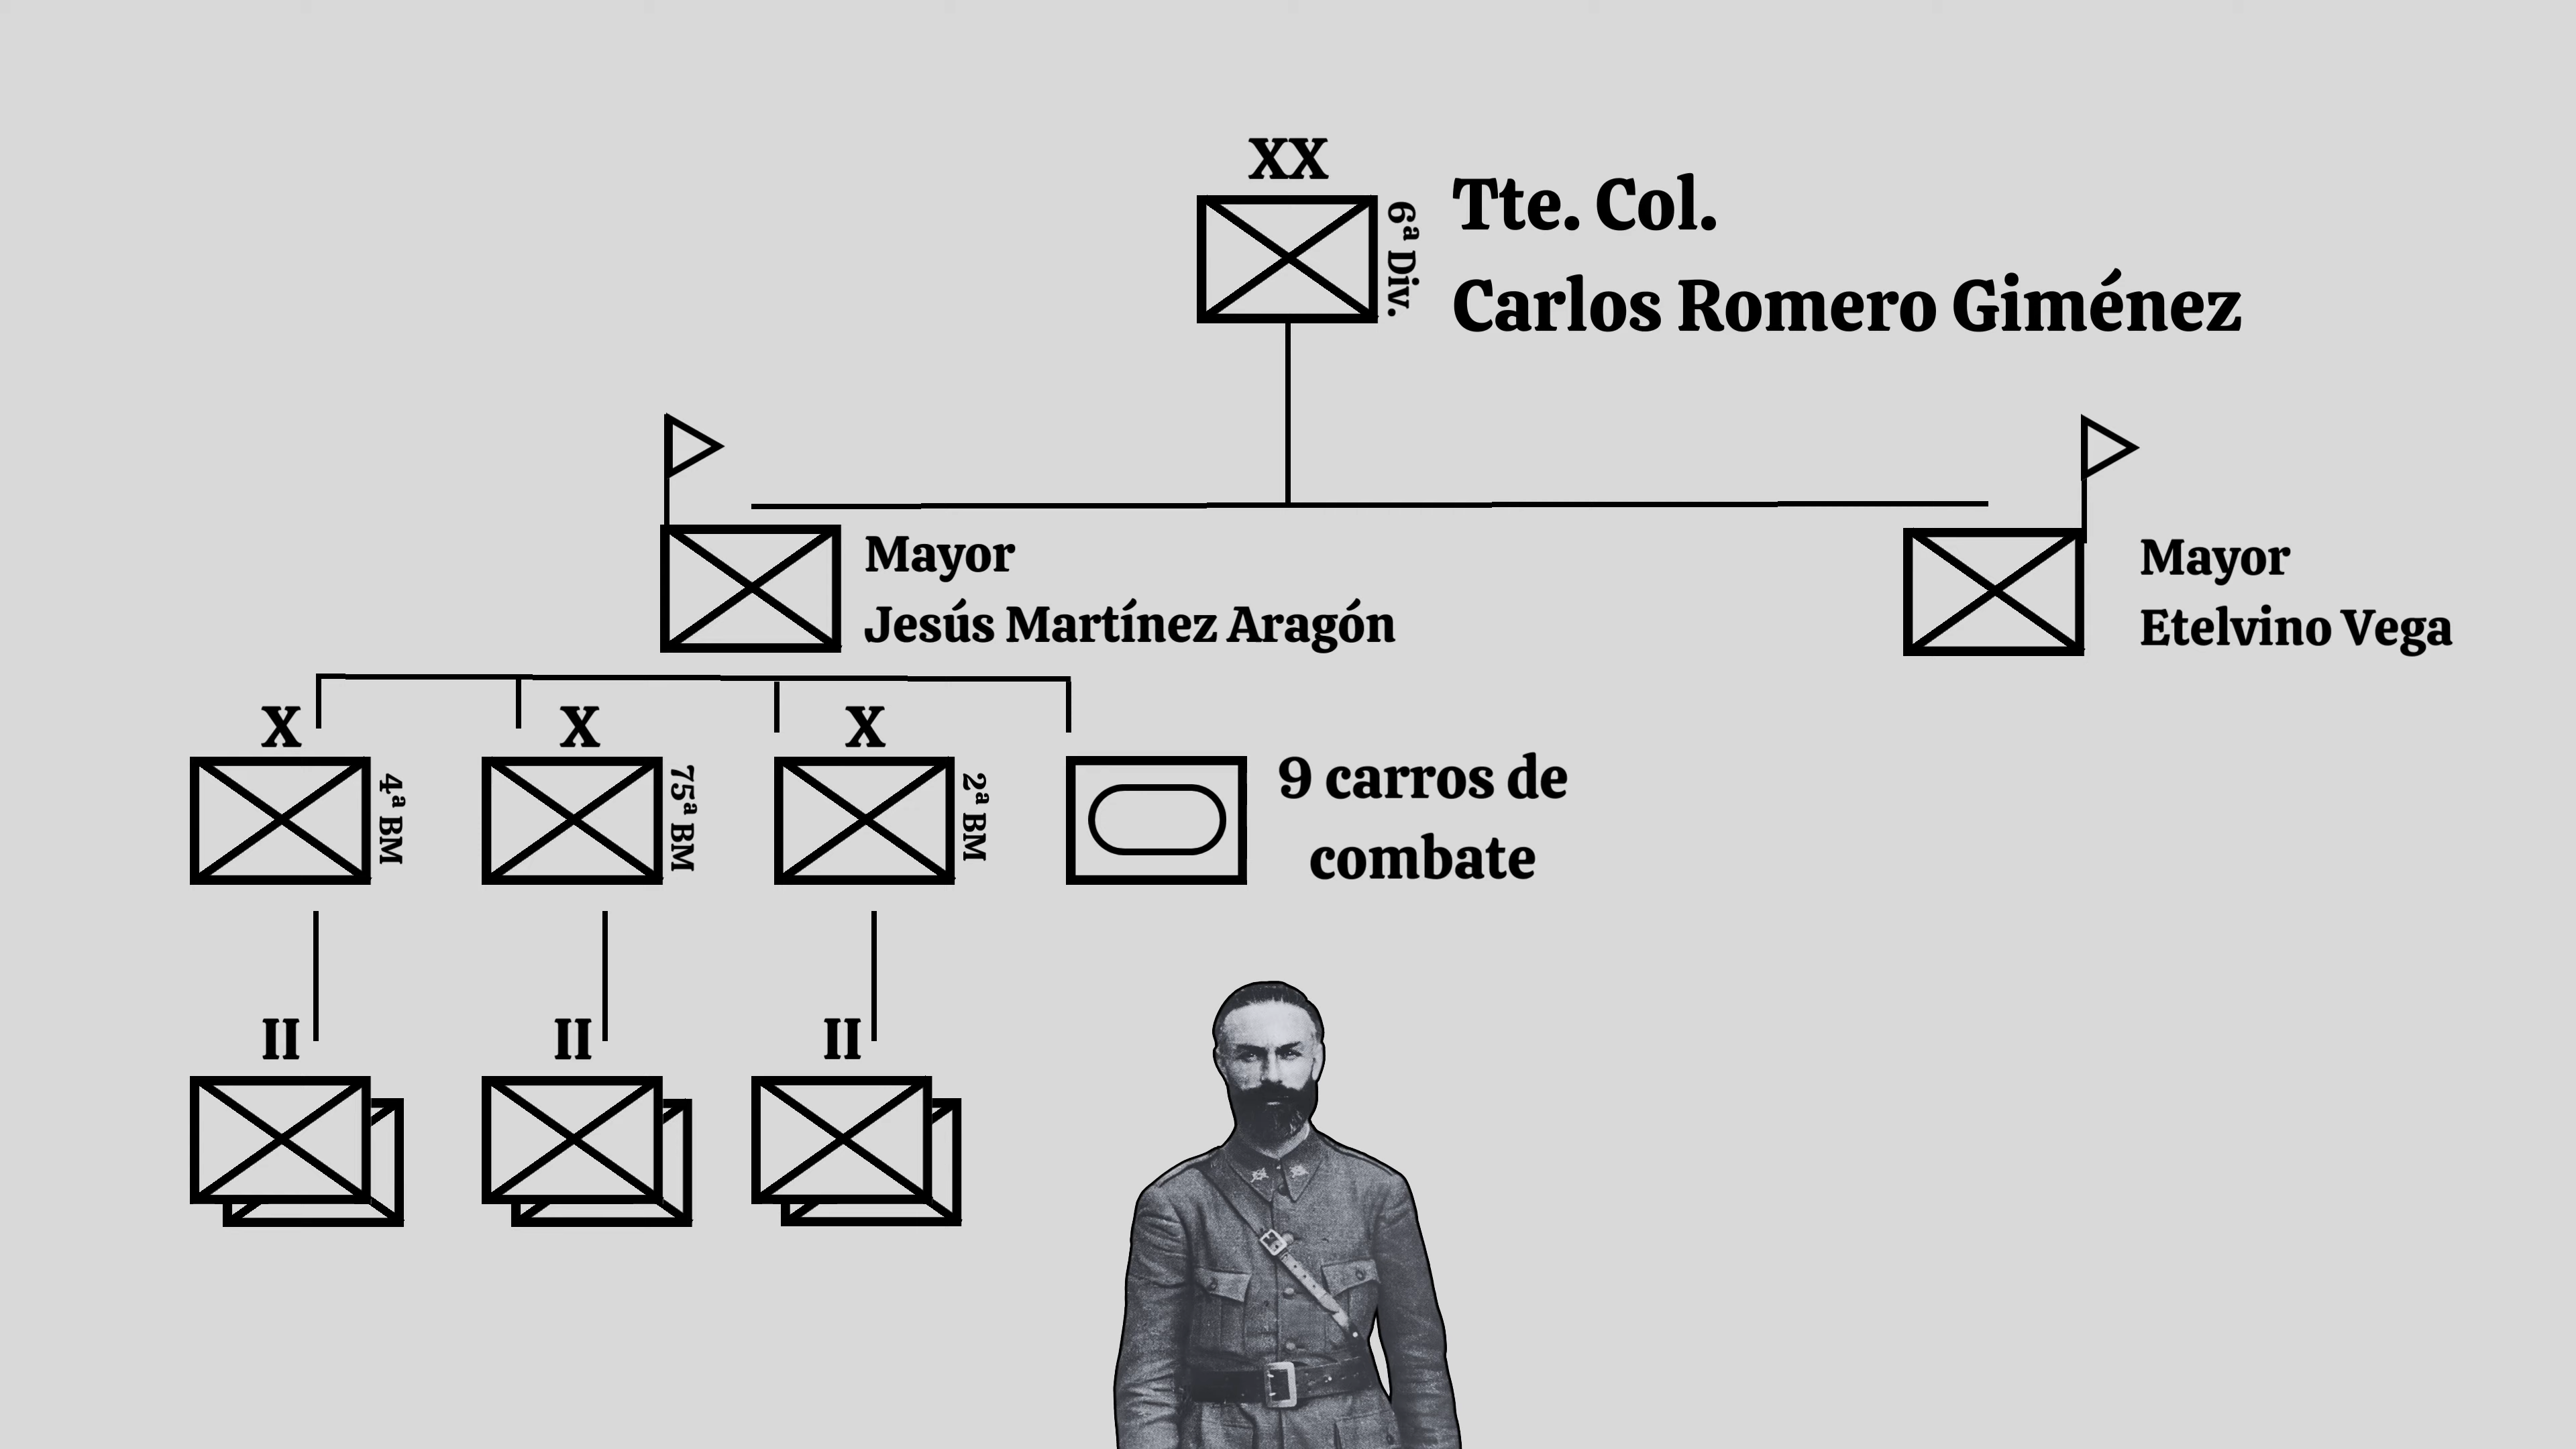 XX
6ª Div.
Tte. Col.
Carlos Romero Giménez
Mayor
Jesús Martínez Aragón
Mayor
Etelvino Vega
X
4ª BM
X
75ª BM
X
2ª BM
9 carros de
combate
II
II
II